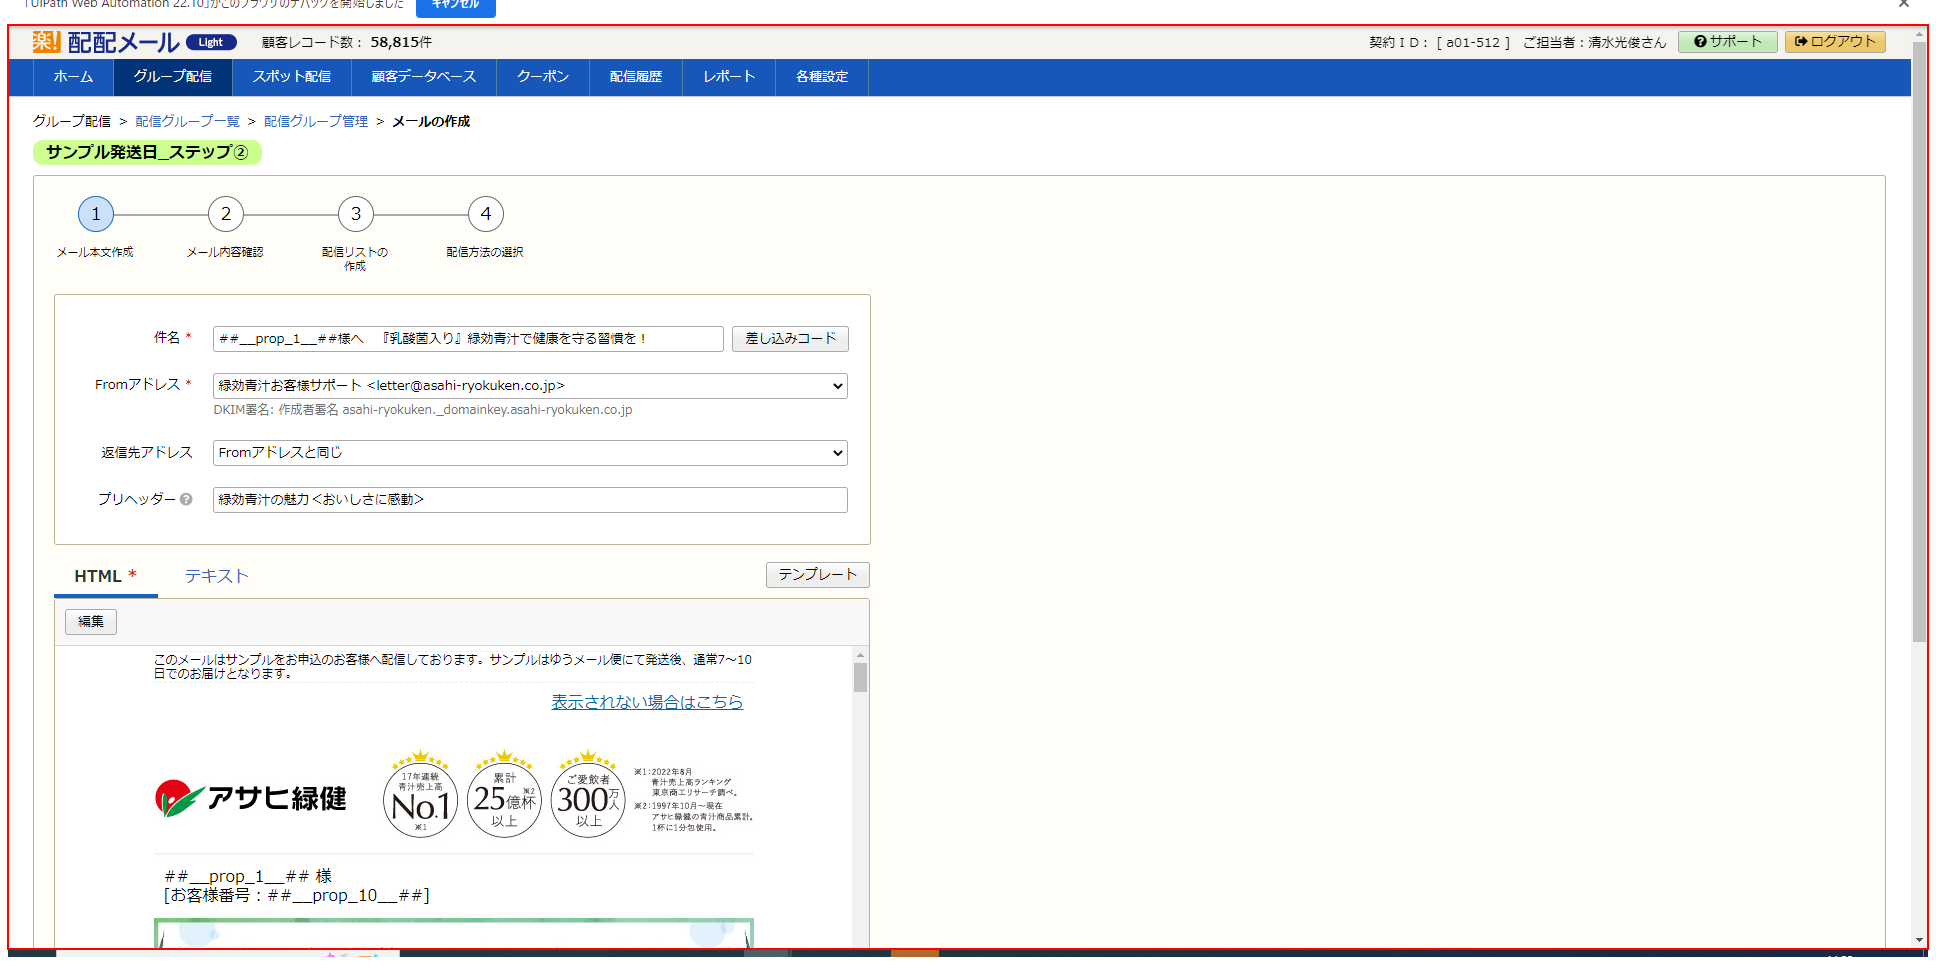 「UiPath Web Automation 22.10」がこのブラウザのデバッグを開始しました キャンセル
楽! 配配メール Light 顧客レコード数： 58,815件 契約ＩＤ： [ a01-512 ] ご担当者：清水光俊さん サポート ログアウト
ホーム グループ配信 スポット配信 顧客データベース クーポン 配信履歴 レポート 各種設定
グループ配信 > 配信グループ一覧 > 配信グループ管理 > メールの作成
サンプル発送日_ステップ②
1 2 3 4
メール本文作成 メール内容確認 配信リストの 配信方法の選択
作成
件名 * ##__prop_1__##様へ 『乳酸菌入り』緑効青汁で健康を守る習慣を！ 差し込みコード
Fromアドレス * 緑効青汁お客様サポート <letter@asahi-ryokuken.co.jp>
DKIM署名: 作成者署名 asahi-ryokuken._domainkey.asahi-ryokuken.co.jp
返信先アドレス Fromアドレスと同じ
プリヘッダー 緑効青汁の魅力＜おいしさに感動＞
HTML * テキスト テンプレート
編集
このメールはサンプルをお申込のお客様へ配信しております。サンプルはゆうメール便にて発送後、通常7～10
日でのお届けとなります。
表示されない場合はこちら
アサヒ緑健
17年連続
青汁売上高
No.1
※1
累計
25億杯
※2
以上
ご愛飲者
300万人
以上
※1:2022年8月
青汁売上高ランキング
東京商工リサーチ調べ。
※2:1997年10月～現在
アサヒ緑健の青汁商品累計。
1杯に1分包使用。
##__prop_1__## 様
[お客様番号：##__prop_10__##]